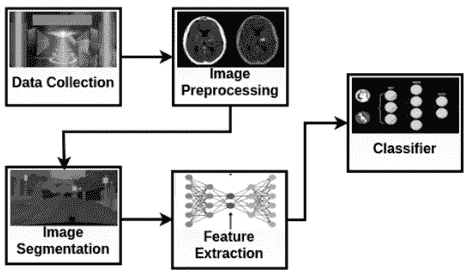 Data Collection
Image
Preprocessing
Image
Segmentation
Feature
Extraction
Classifier